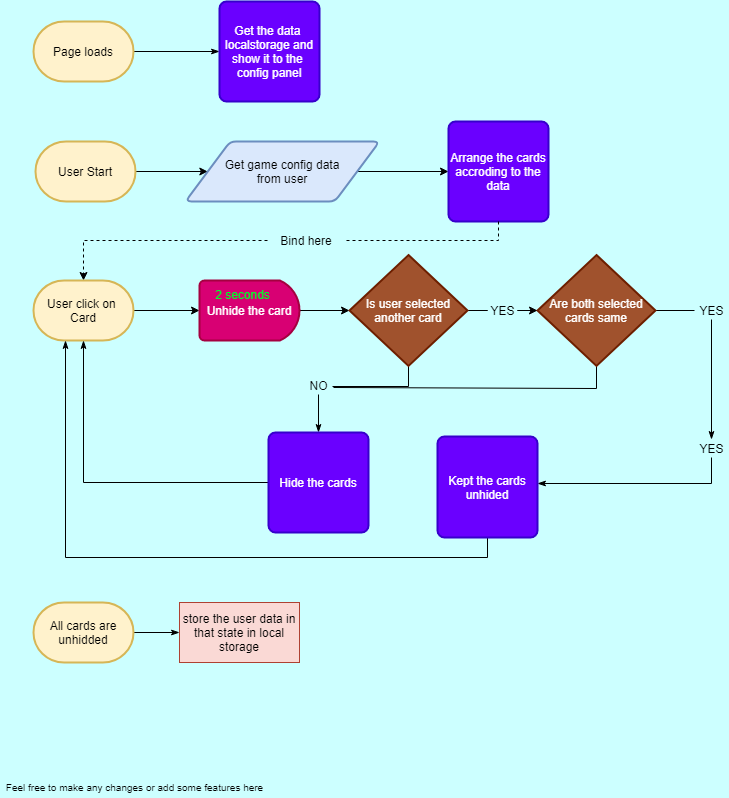 Page loads
Get the data
localstorage and
show it to the
config panel
User Start
Get game config data
from user
Arrange the cards
accroding to the
data
Bind here
User click on
Card
2 seconds
Unhide the card
Is user selected
another card
YES
Are both selected
cards same
YES
NO
YES
Hide the cards
Kept the cards
unhided
All cards are
unhidded
store the user data in
that state in local
storage
Feel free to make any changes or add some features here